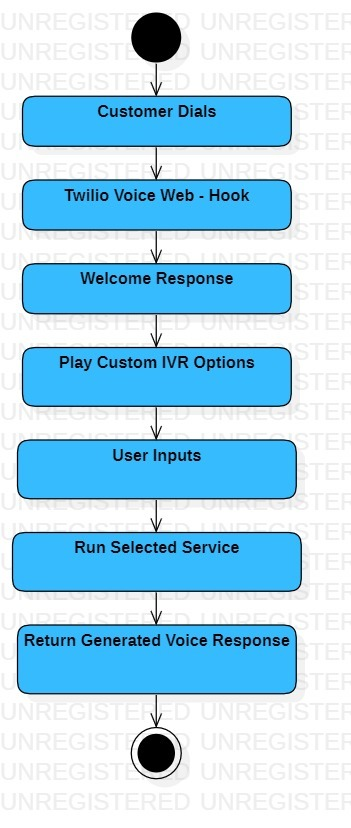 Customer Dials
Twilio Voice Web - Hook
Welcome Response
Play Custom IVR Options
User Inputs
Run Selected Service
Return Generated Voice Response
UNREGISTERED